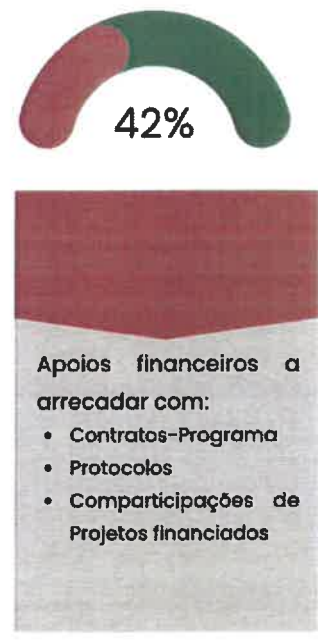 42%
Apoios financeiros a
arrecadar com:
• Contratos-Programa
• Protocolos
• Comparticipações de
Projetos financiados